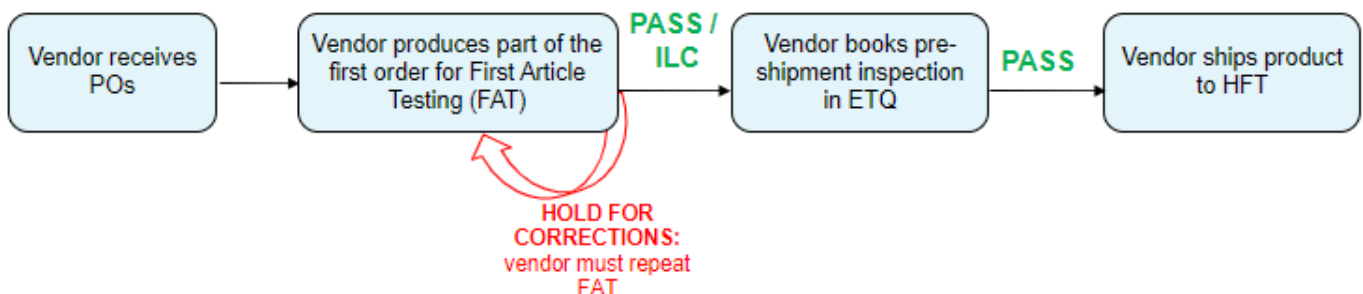 Vendor receives
POs
Vendor produces part of the
first order for First Article
Testing (FAT)
PASS /
ILC
Vendor books pre-
shipment inspection
in ETQ
PASS
Vendor ships product
to HFT
HOLD FOR
CORRECTIONS:
vendor must repeat
FAT